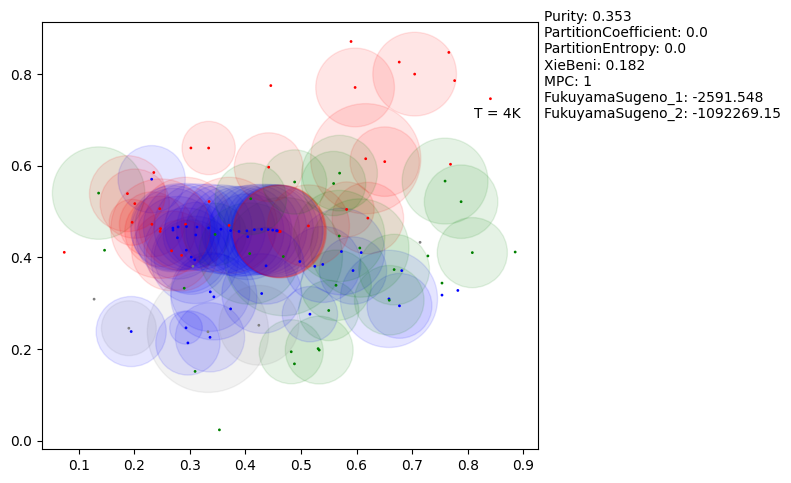 Purity: 0.353
PartitionCoefficient: 0.0
PartitionEntropy: 0.0
XieBeni: 0.182
MPC: 1
FukuyamaSugeno_1: -2591.548
FukuyamaSugeno_2: -1092269.15
T = 4K
0.8
0.6
0.4
0.2
0.0
0.1 0.2 0.3 0.4 0.5 0.6 0.7 0.8 0.9